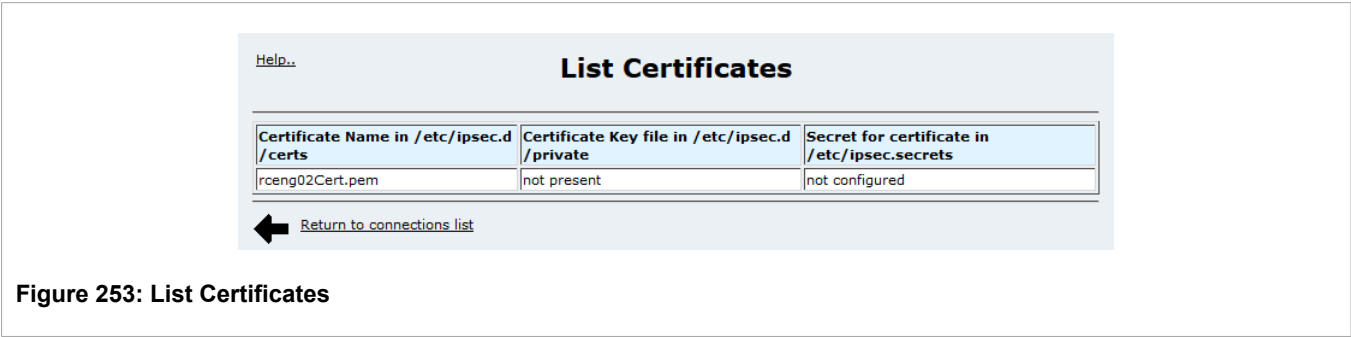 Help..
List Certificates
Certificate Name in /etc/ipsec.d
/certs
Certificate Key file in /etc/ipsec.d
/private
Secret for certificate in
/etc/ipsec.secrets
rceng02Cert.pem
not present
not configured
Return to connections list
Figure 253: List Certificates